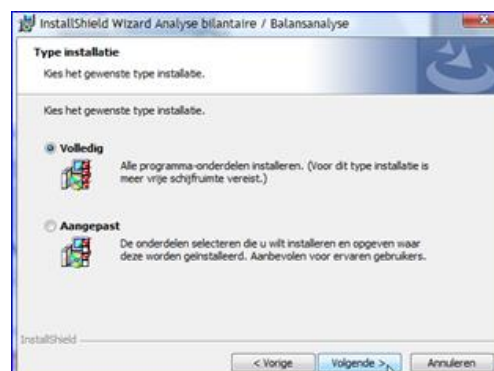 InstallShield Wizard Analyse bilantaire / Balansanalyse
Type installatie
Kies het gewenste type installatie.
Kies het gewenste type installatie.
Volledig
Alle programma-onderdelen installeren. (Voor dit type installatie is
meer vrije schijfruimte vereist.)
Aangepast
De onderdelen selecteren die u wilt installeren en opgeven waar
deze worden geïnstalleerd. Aanbevolen voor ervaren gebruikers.
InstallShield
< Vorige Volgende > Annuleren